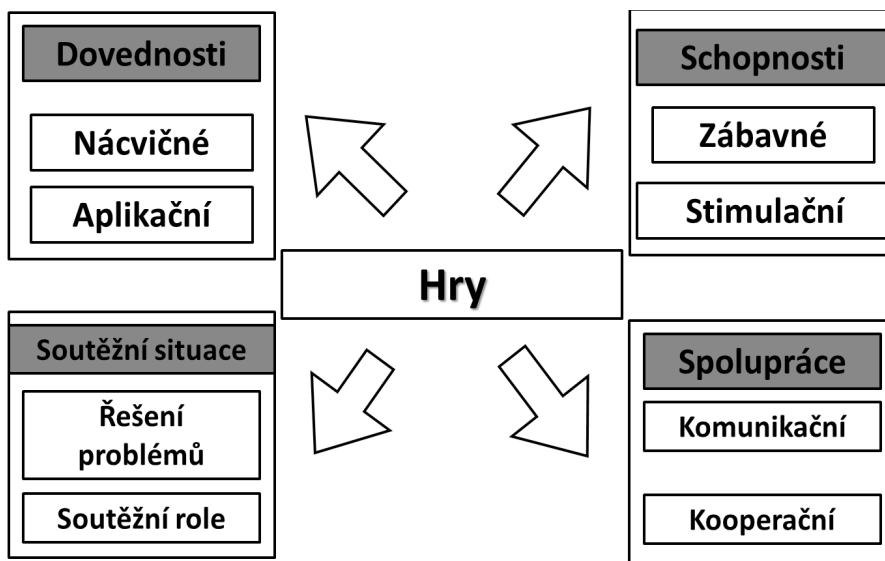 Dovednosti
Nácvičné
Aplikační
Schopnosti
Zábavné
Stimulační
Hry
Soutěžní situace
Řešení
problémů
Soutěžní role
Spolupráce
Komunikační
Kooperační